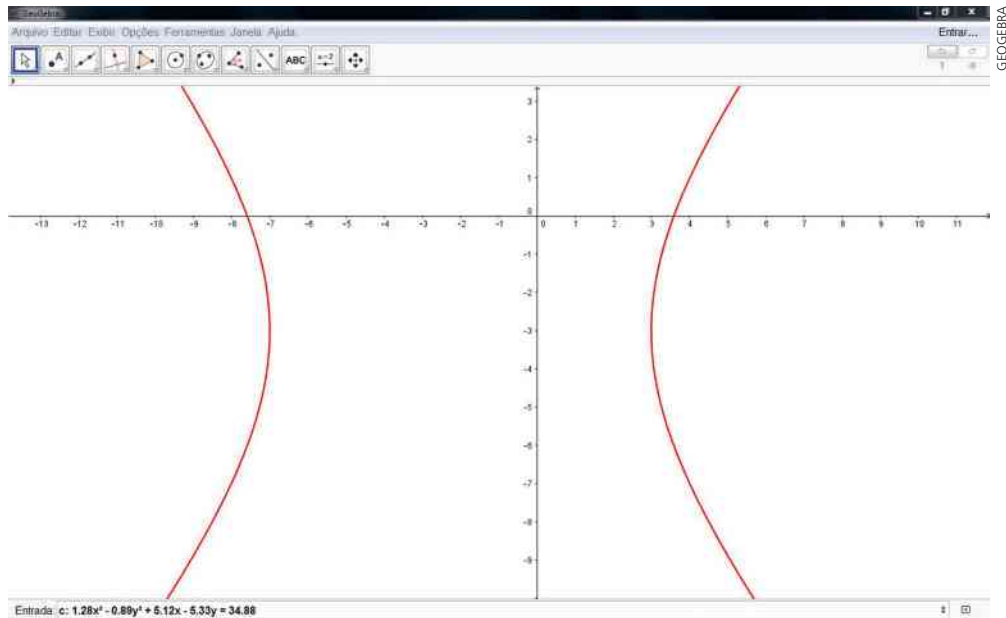 GeoGebra
Arquivo Editar Exibir Opções Ferramentas Janela Ajuda
Entrar...
ABC
a=2
GEOGEBRA
3
2
1
0
-13 -12 -11 -10 -9 -8 -7 -6 -5 -4 -3 -2 -1 0 1 2 3 4 5 6 7 8 9 10 11
-1
-2
-3
-4
-5
-6
-7
-8
-9
Entrada: c: 1.28x² - 0.89y² + 5.12x - 5.33y = 34.88